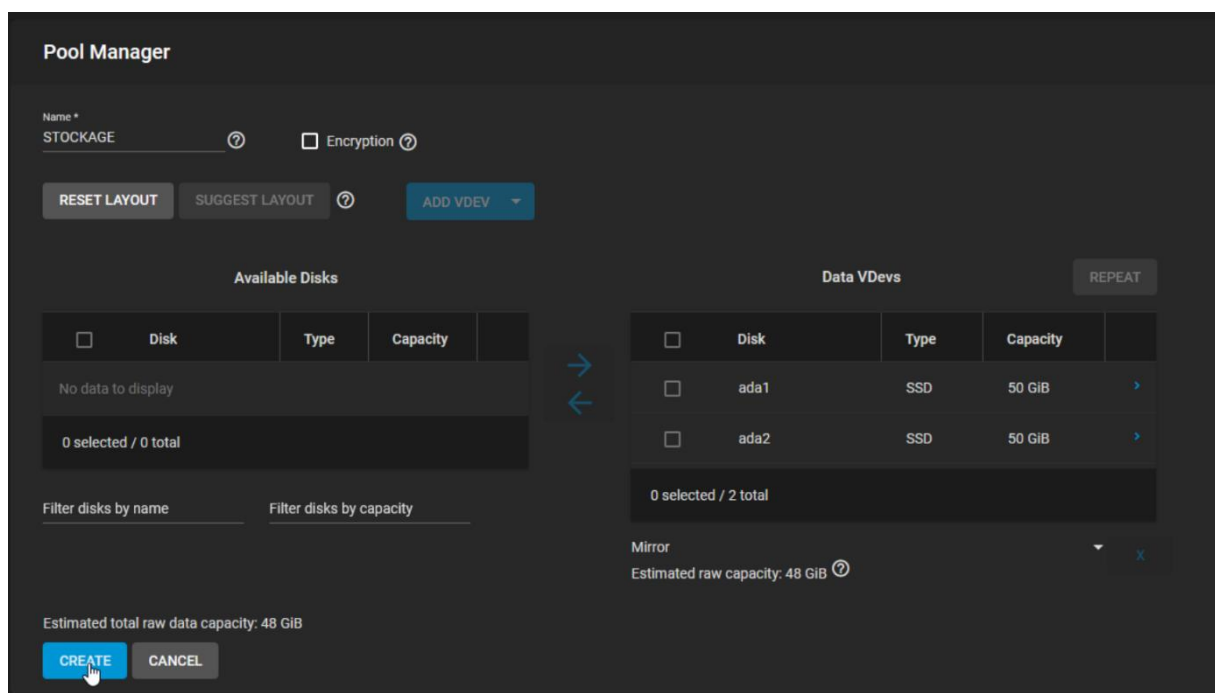 Pool Manager
Name *
STOCKAGE
Encryption
RESET LAYOUT SUGGEST LAYOUT ADD VDEV
Available Disks
Disk Type Capacity
No data to display
0 selected / 0 total
Filter disks by name Filter disks by capacity
Data VDevs REPEAT
Disk Type Capacity
ada1 SSD 50 GiB
ada2 SSD 50 GiB
0 selected / 2 total
Mirror X
Estimated raw capacity: 48 GiB
Estimated total raw data capacity: 48 GiB
CREATE CANCEL